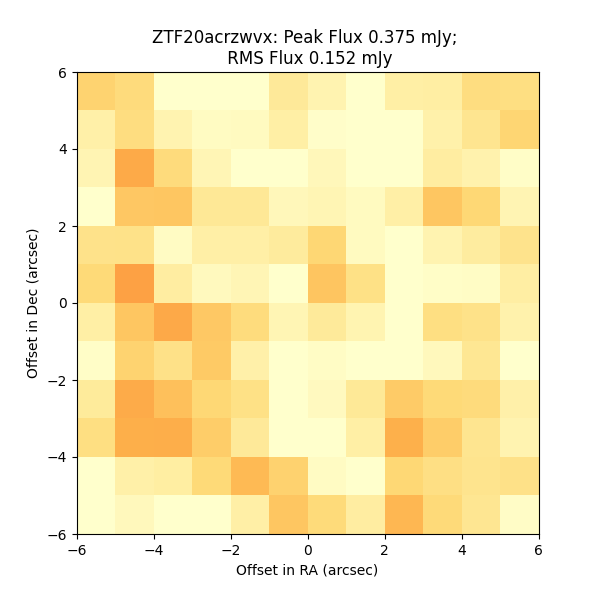 ZTF20acrzwvx: Peak Flux 0.375 mJy;
RMS Flux 0.152 mJy
6
4
2
0
−2
−4
−6
Offset in Dec (arcsec)
−6 −4 −2 0 2 4 6
Offset in RA (arcsec)